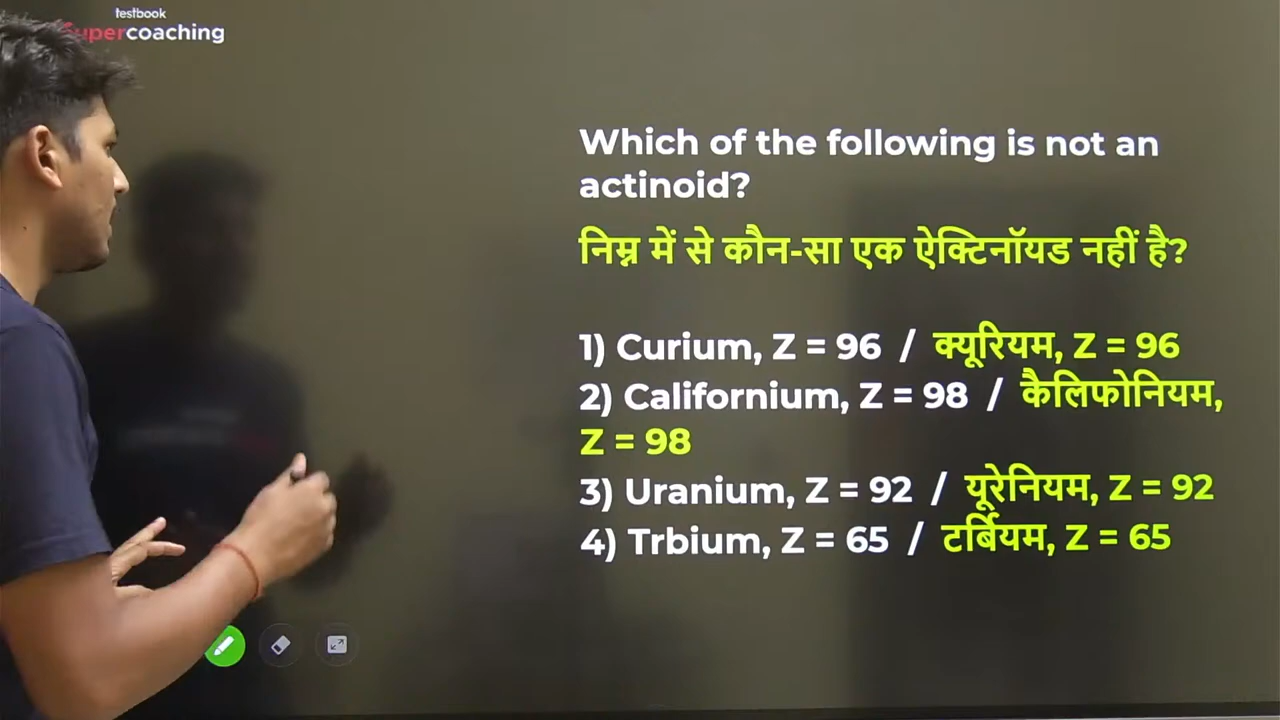 testbook
Supercoaching
Which of the following is not an
actinoid?
निम्न में से कौन-सा एक ऐक्टिनॉयड नहीं है?
1) Curium, Z = 96 / क्यूरियम, Z = 96
2) Californium, Z = 98 / कैलिफोनियम,
Z = 98
3) Uranium, Z = 92 / यूरेनियम, Z = 92
4) Trbium, Z = 65 / टर्बियम, Z = 65